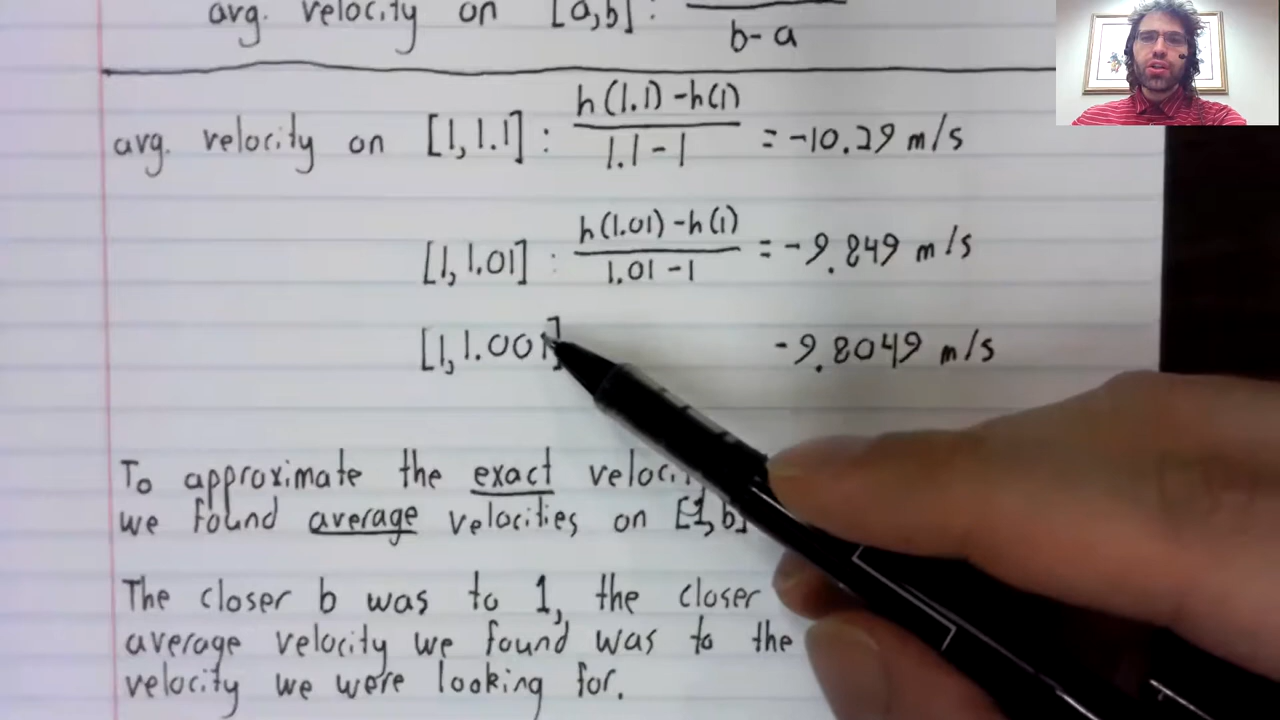 avg. velocity on [a,b] : b-a
avg. velocity on [1, 1.1] : h(1.1) - h(1) / 1.1 - 1 = -10.29 m/s
[1, 1.01] : h(1.01) - h(1) / 1.01 - 1 = -9.849 m/s
[1, 1.001] -9.8049 m/s
To approximate the exact
we found average velocities on [1, b]
The closer b was to 1, the closer
average velocity we found was to the
velocity we were looking for.